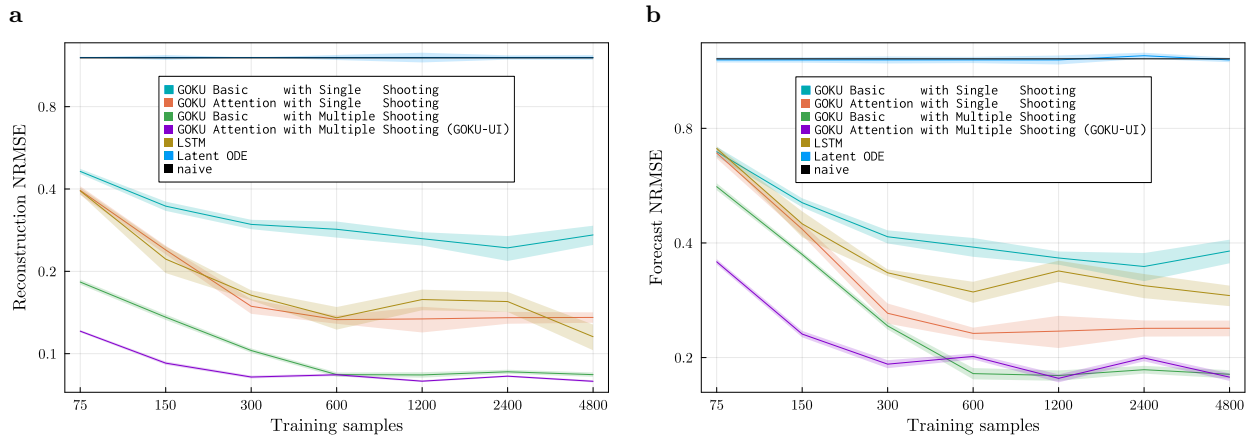 a
Reconstruction NRMSE
0.8
0.4
0.2
0.1
GOKU Basic with Single Shooting
GOKU Attention with Single Shooting
GOKU Basic with Multiple Shooting
GOKU Attention with Multiple Shooting (GOKU-UI)
LSTM
Latent ODE
naive
75 150 300 600 1200 2400 4800
Training samples
b
Forecast NRMSE
0.8
0.4
0.2
GOKU Basic with Single Shooting
GOKU Attention with Single Shooting
GOKU Basic with Multiple Shooting
GOKU Attention with Multiple Shooting (GOKU-UI)
LSTM
Latent ODE
naive
75 150 300 600 1200 2400 4800
Training samples